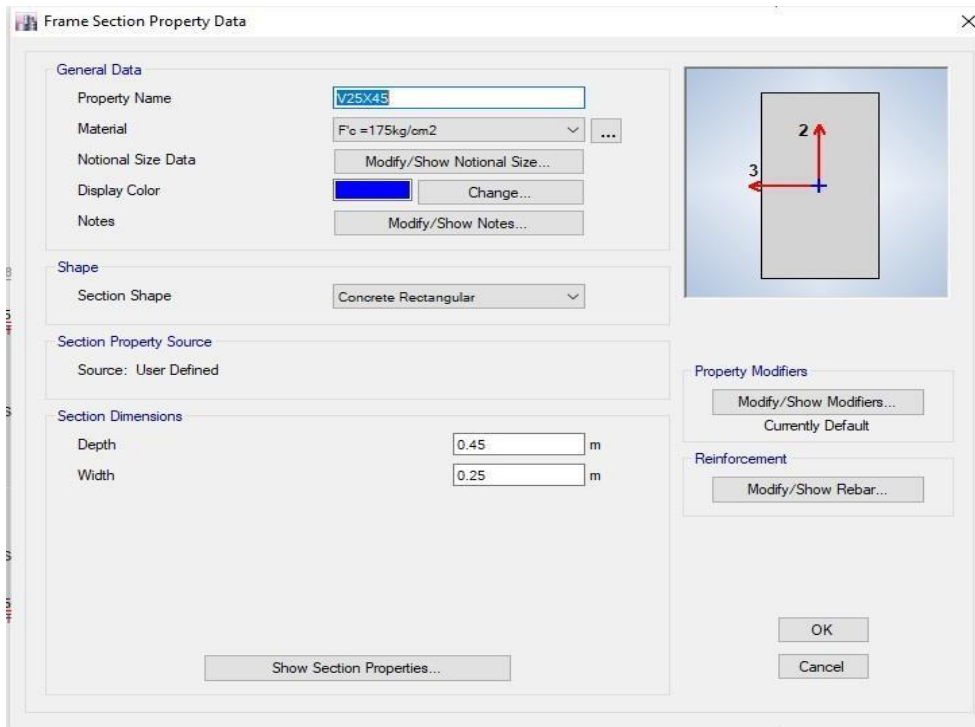 Frame Section Property Data
General Data
Property Name V25X45
Material F'c =175kg/cm2 ...
Notional Size Data Modify/Show Notional Size...
Display Color Change...
Notes Modify/Show Notes...
2
3
Shape
Section Shape Concrete Rectangular
Section Property Source
Source: User Defined
Property Modifiers
Modify/Show Modifiers...
Currently Default
Section Dimensions
Depth 0.45 m
Width 0.25 m
Reinforcement
Modify/Show Rebar...
Show Section Properties...
OK
Cancel